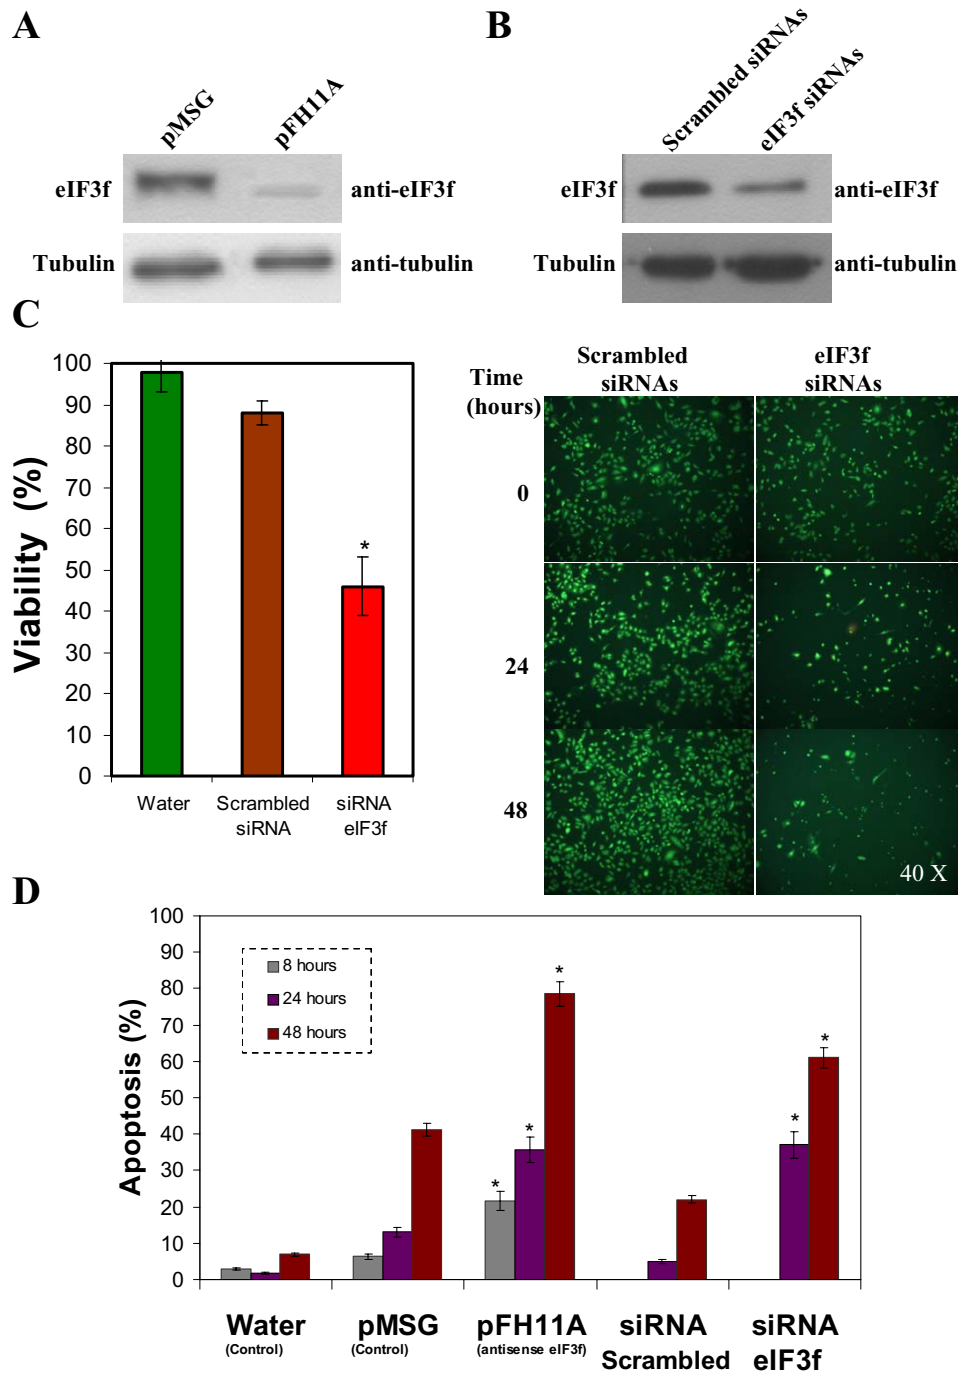 A
pMSG
pFH11A
eIF3f
anti-eIF3f
Tubulin
anti-tubulin
B
Scrambled siRNAs
eIF3f siRNAs
eIF3f
anti-eIF3f
Tubulin
anti-tubulin
C
Viability (%)
100
90
80
70
60
50
40
30
20
10
0
*
Water
Scrambled
siRNA
siRNA
eIF3f
Time
(hours)
Scrambled
siRNAs
eIF3f
siRNAs
0
24
48
40 X
D
Apoptosis (%)
100
90
80
70
60
50
40
30
20
10
0
8 hours
24 hours
48 hours
*
*
*
*
*
Water
(Control)
pMSG
(Control)
pFH11A
(antisense eIF3f)
siRNA
Scrambled
siRNA
eIF3f